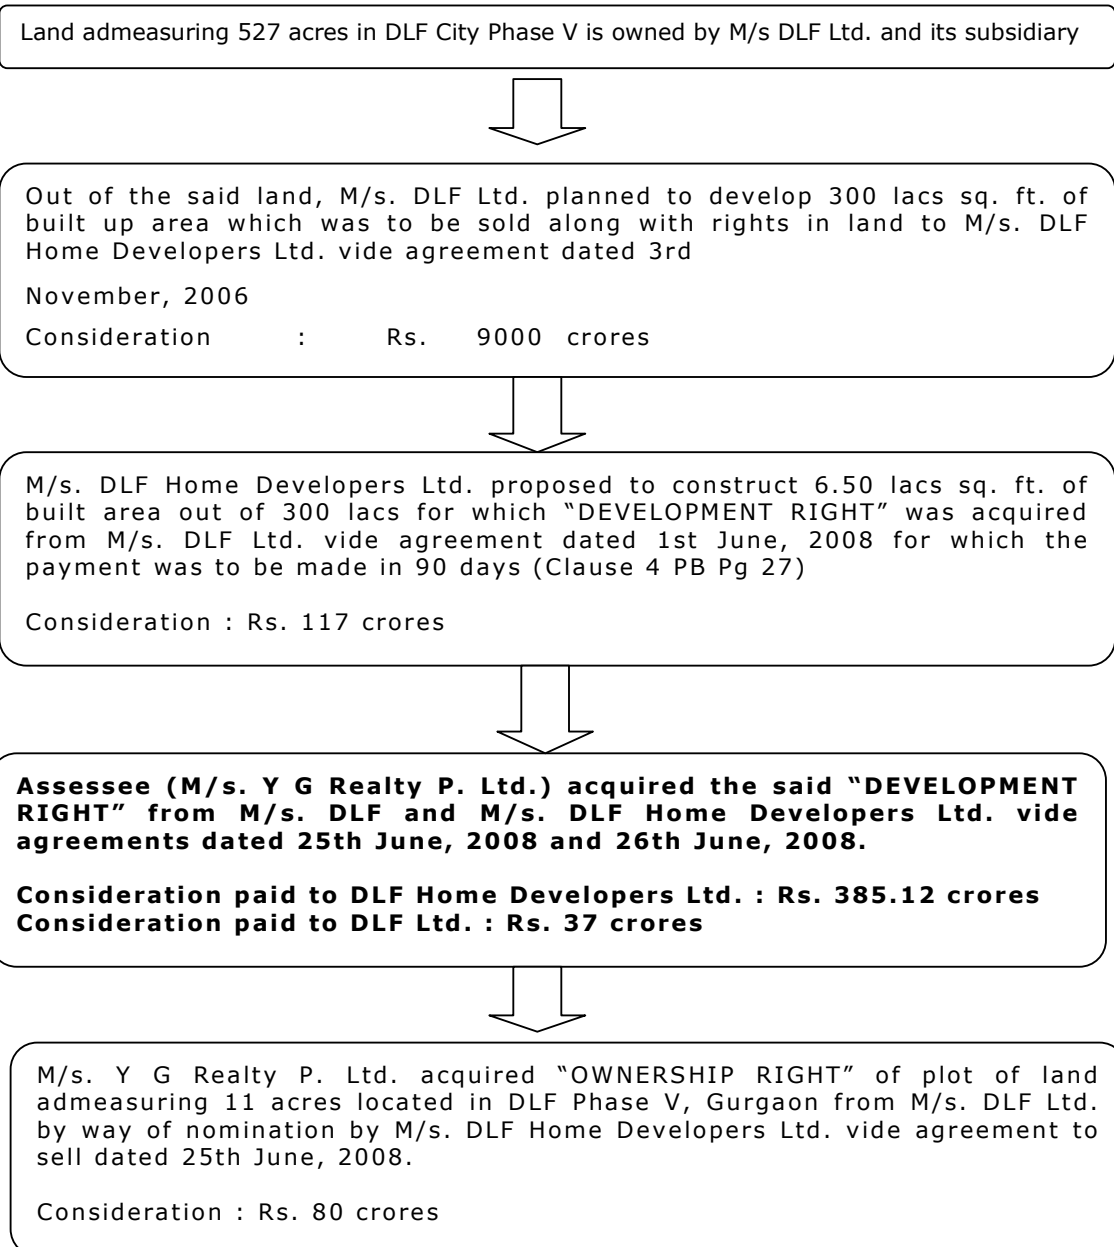 Land admeasuring 527 acres in DLF City Phase V is owned by M/s DLF Ltd. and its subsidiary
Out of the said land, M/s. DLF Ltd. planned to develop 300 lacs sq. ft. of
built up area which was to be sold along with rights in land to M/s. DLF
Home Developers Ltd. vide agreement dated 3rd
November, 2006
Consideration : Rs. 9000 crores
M/s. DLF Home Developers Ltd. proposed to construct 6.50 lacs sq. ft. of
built area out of 300 lacs for which “DEVELOPMENT RIGHT” was acquired
from M/s. DLF Ltd. vide agreement dated 1st June, 2008 for which the
payment was to be made in 90 days (Clause 4 PB Pg 27)
Consideration : Rs. 117 crores
Assessee (M/s. Y G Realty P. Ltd.) acquired the said “DEVELOPMENT
RIGHT” from M/s. DLF and M/s. DLF Home Developers Ltd. vide
agreements dated 25th June, 2008 and 26th June, 2008.
Consideration paid to DLF Home Developers Ltd. : Rs. 385.12 crores
Consideration paid to DLF Ltd. : Rs. 37 crores
M/s. Y G Realty P. Ltd. acquired “OWNERSHIP RIGHT” of plot of land
admeasuring 11 acres located in DLF Phase V, Gurgaon from M/s. DLF Ltd.
by way of nomination by M/s. DLF Home Developers Ltd. vide agreement to
sell dated 25th June, 2008.
Consideration : Rs. 80 crores